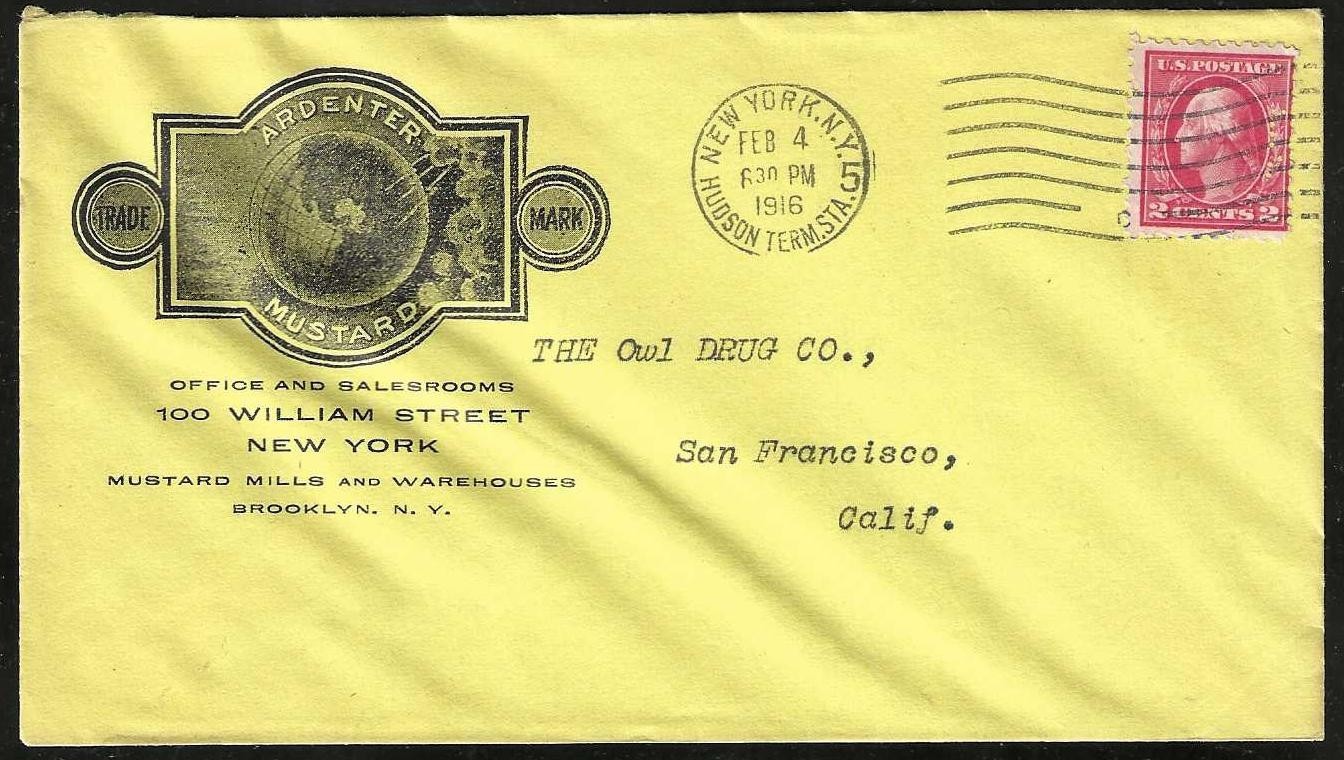 ARDENTER
TRADE
MARK
MUSTARD
OFFICE AND SALESROOMS
100 WILLIAM STREET
NEW YORK
MUSTARD MILLS AND WAREHOUSES
BROOKLYN. N. Y.
NEW YORK. N.Y. 5
FEB 4
630 PM
1916
HUDSON TERM. STA.
U.S. POSTAGE
2 CENTS 2
THE Owl DRUG CO.,
San Francisco,
Calif.